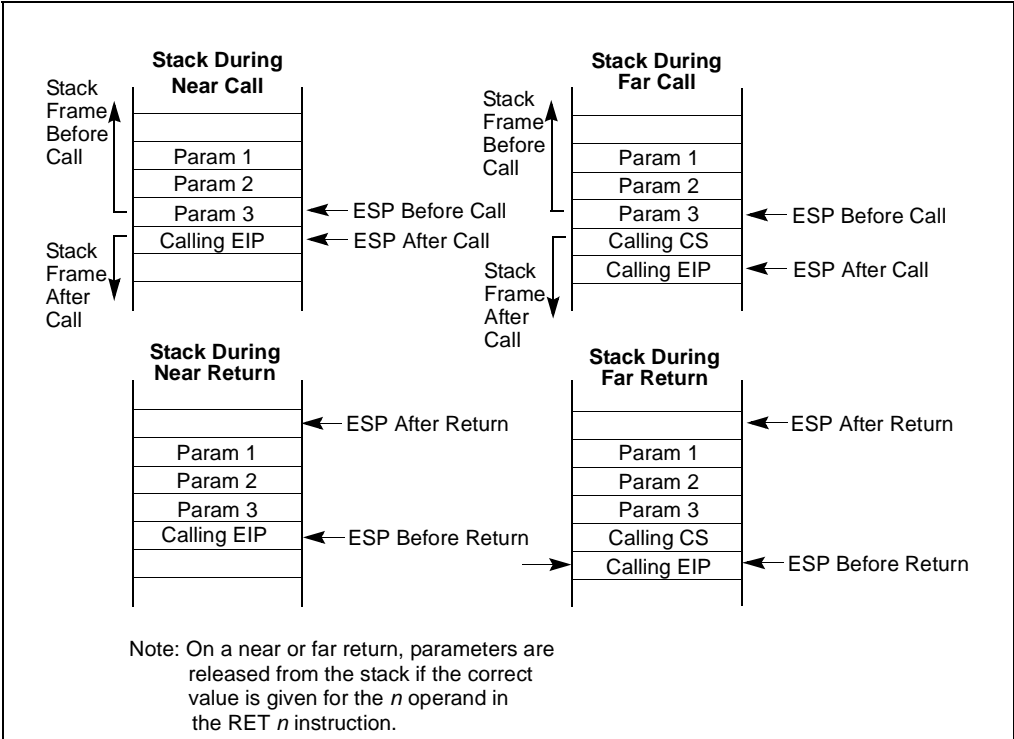 Stack During
Near Call
Stack
Frame
Before
Call
Param 1
Param 2
Param 3
ESP Before Call
Calling EIP
ESP After Call
Stack
Frame
After
Call
Stack During
Far Call
Stack
Frame
Before
Call
Param 1
Param 2
Param 3
ESP Before Call
Calling CS
Calling EIP
ESP After Call
Stack
Frame
After
Call
Stack During
Near Return
ESP After Return
Param 1
Param 2
Param 3
Calling EIP
ESP Before Return
Stack During
Far Return
ESP After Return
Param 1
Param 2
Param 3
Calling CS
Calling EIP
ESP Before Return
Note: On a near or far return, parameters are
released from the stack if the correct
value is given for the n operand in
the RET n instruction.